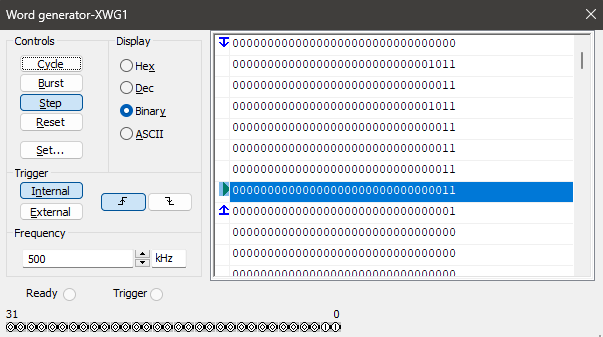 Word generator-XWG1
Controls
Cycle
Burst
Step
Reset
Set...
Display
Hex
Dec
Binary
ASCII
Trigger
Internal
External
Frequency
500
kHz
Ready
Trigger
00000000000000000000000000000000
00000000000000000000000000001011
00000000000000000000000000000011
00000000000000000000000000001011
00000000000000000000000000000011
00000000000000000000000000000011
00000000000000000000000000000011
00000000000000000000000000000011
00000000000000000000000000000001
00000000000000000000000000000000
00000000000000000000000000000000
00000000000000000000000000000000
31 0